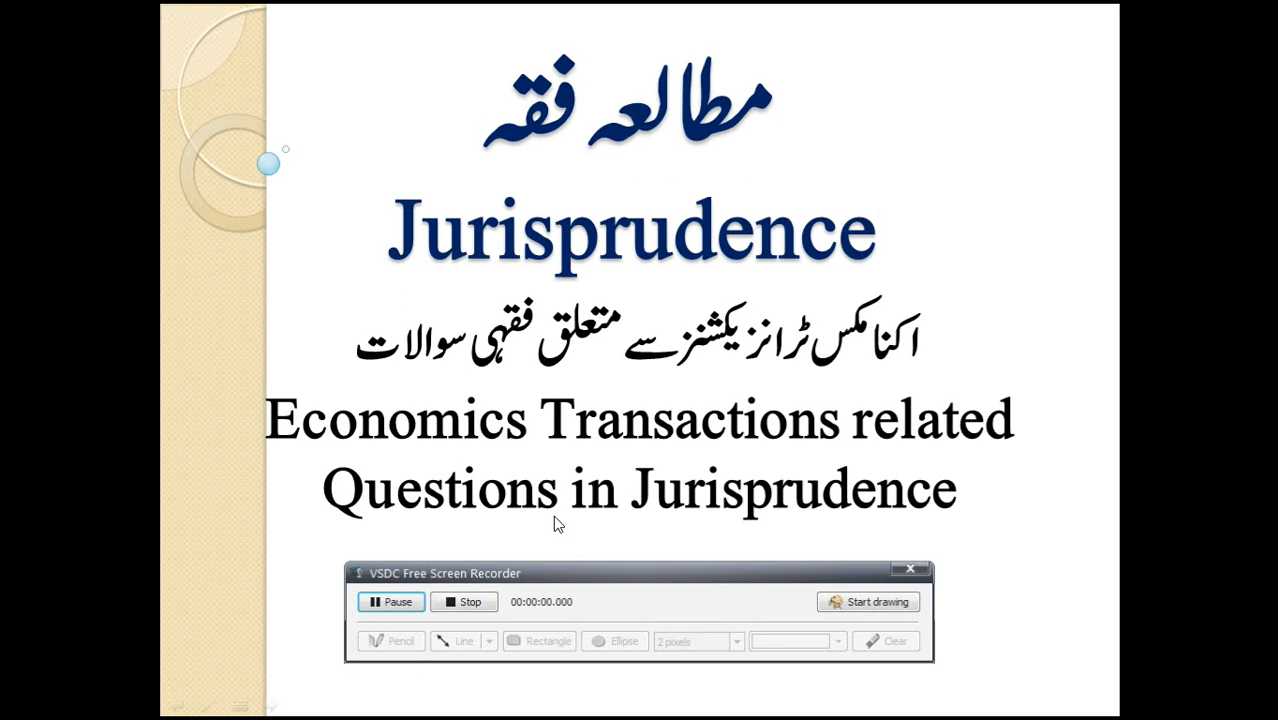 مطالعہ فقہ
Jurisprudence
اکنامکس ٹرانزیکشنز سے متعلق فقہی سوالات
Economics Transactions related
Questions in Jurisprudence
VSDC Free Screen Recorder
Pause Stop 00:00:00.000 Start drawing
Pencil Line Rectangle Ellipse 2 pixels Clear